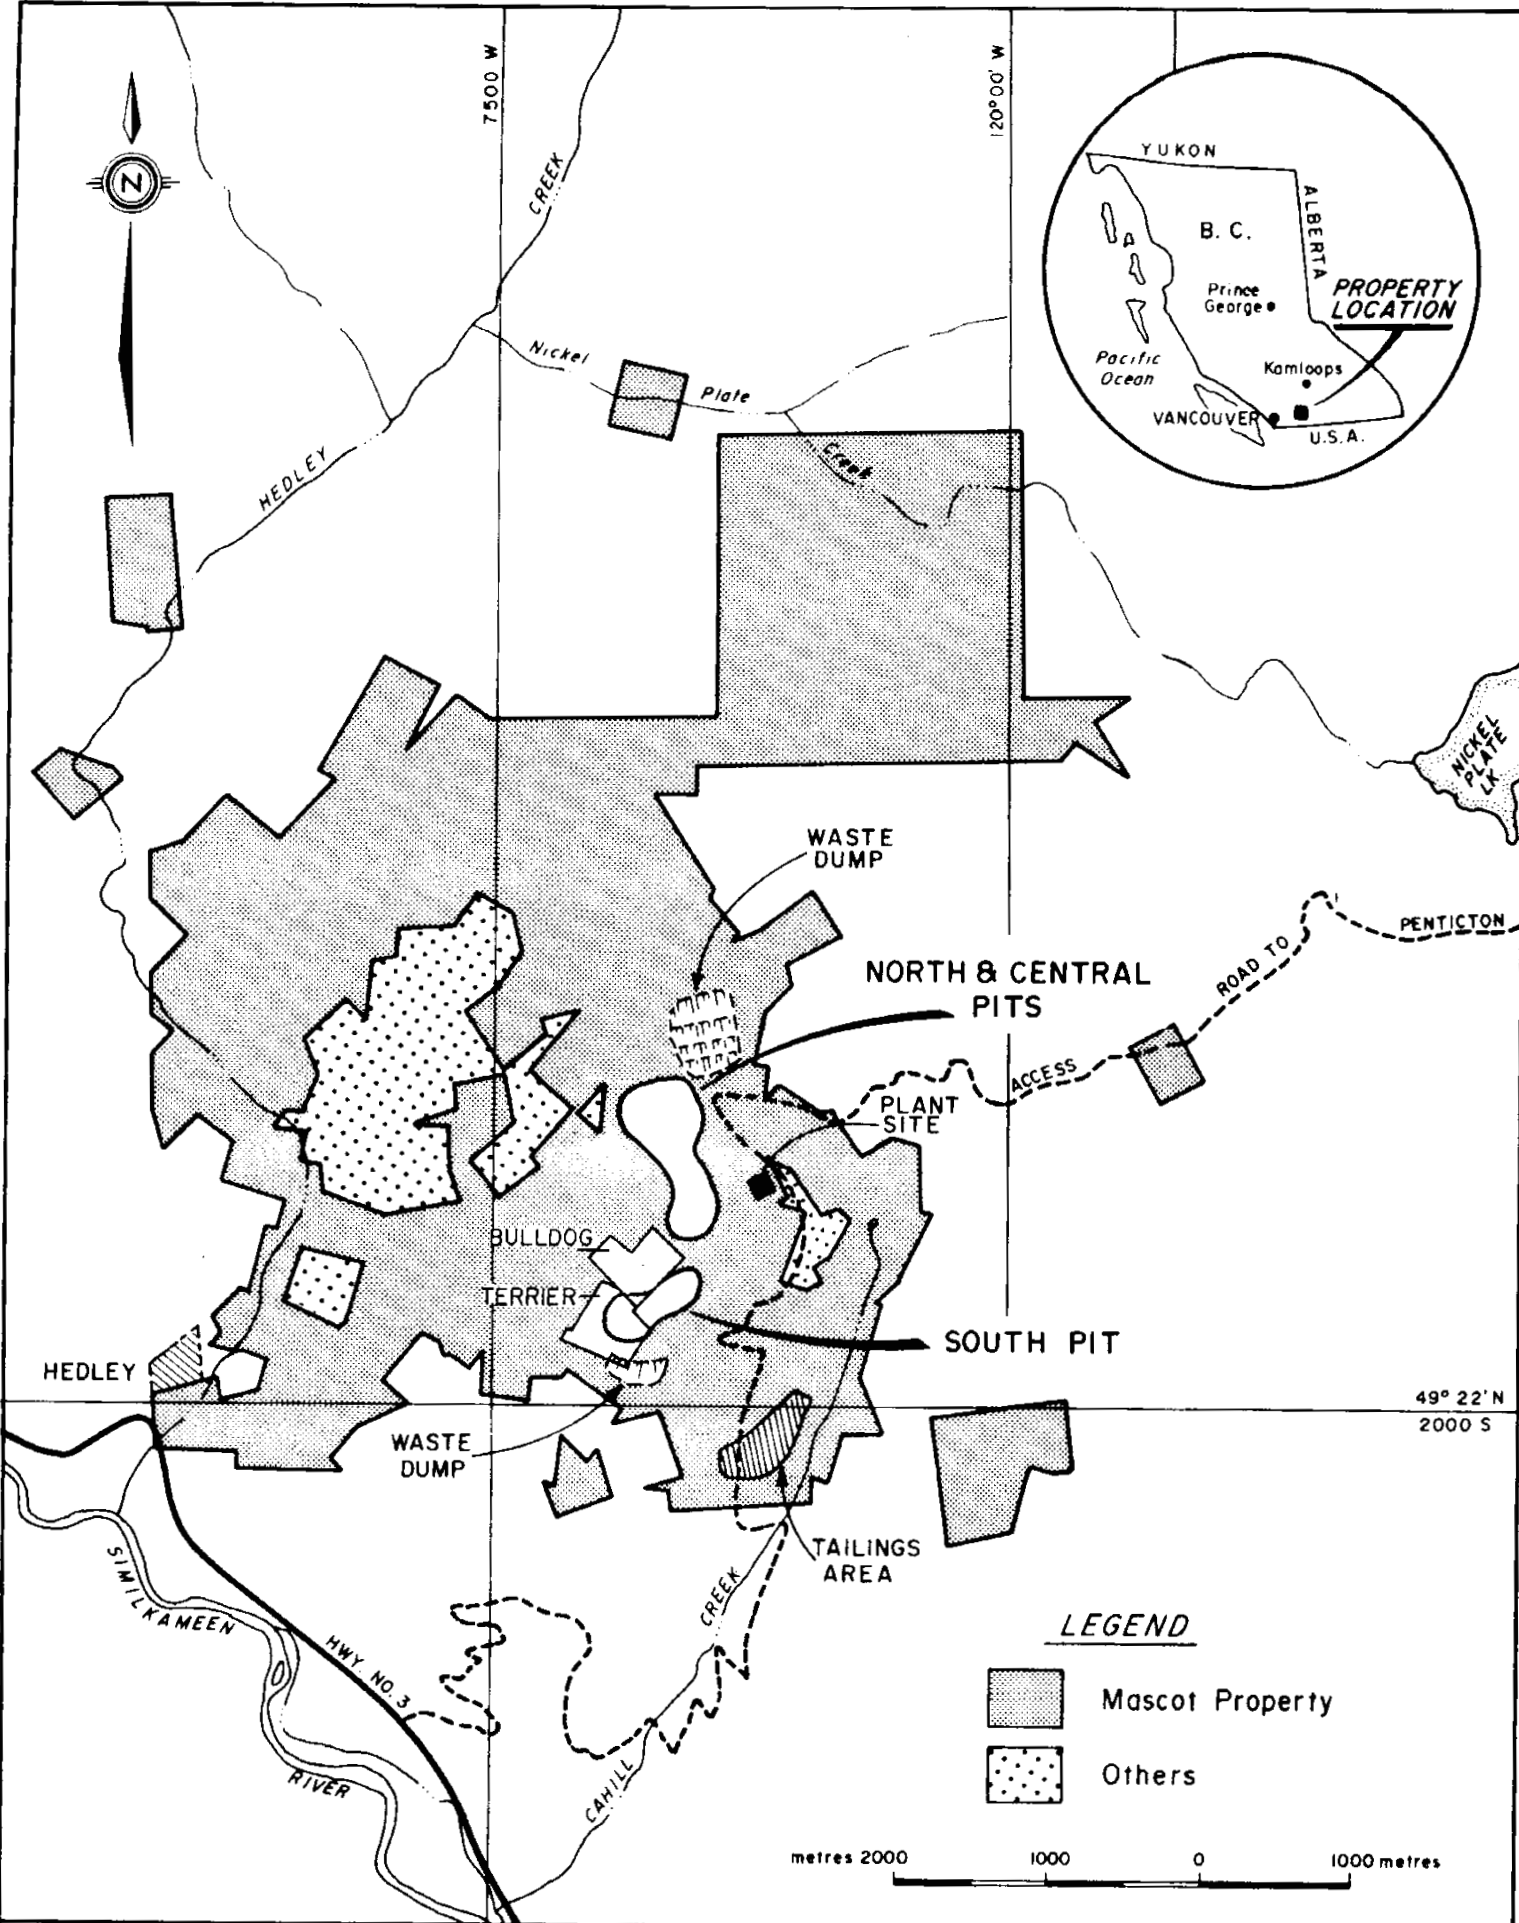 7500 W
120°00' W
CREEK
N
YUKON
ALBERTA
B. C.
Prince
George
PROPERTY
LOCATION
Pacific
Ocean
Kamloops
VANCOUVER
U.S.A.
Nickel
Plate
Creek
HEDLEY
NICKEL
PLATE
LK
WASTE
DUMP
PENTICTON
ROAD TO
NORTH & CENTRAL
PITS
ACCESS
PLANT
SITE
BULLDOG
TERRIER
SOUTH PIT
HEDLEY
49° 22' N
2000 S
WASTE
DUMP
TAILINGS
AREA
SIMILKAMEEN
RIVER
HWY. NO. 3
CREEK
CAHILL
LEGEND
Mascot Property
Others
metres 2000 1000 0 1000 metres